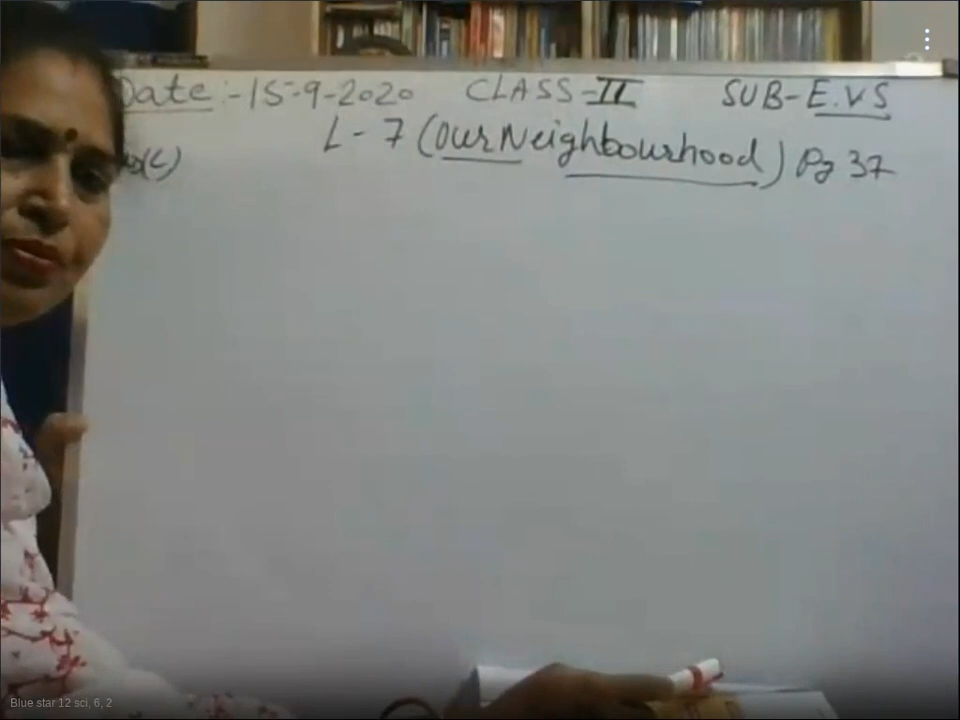 Date:-15-9-2020 CLASS-II SUB-E.V.S
L-7 (Our Neighbourhood) Pg 37
(C)
Blue star 12 sci, 6, 2